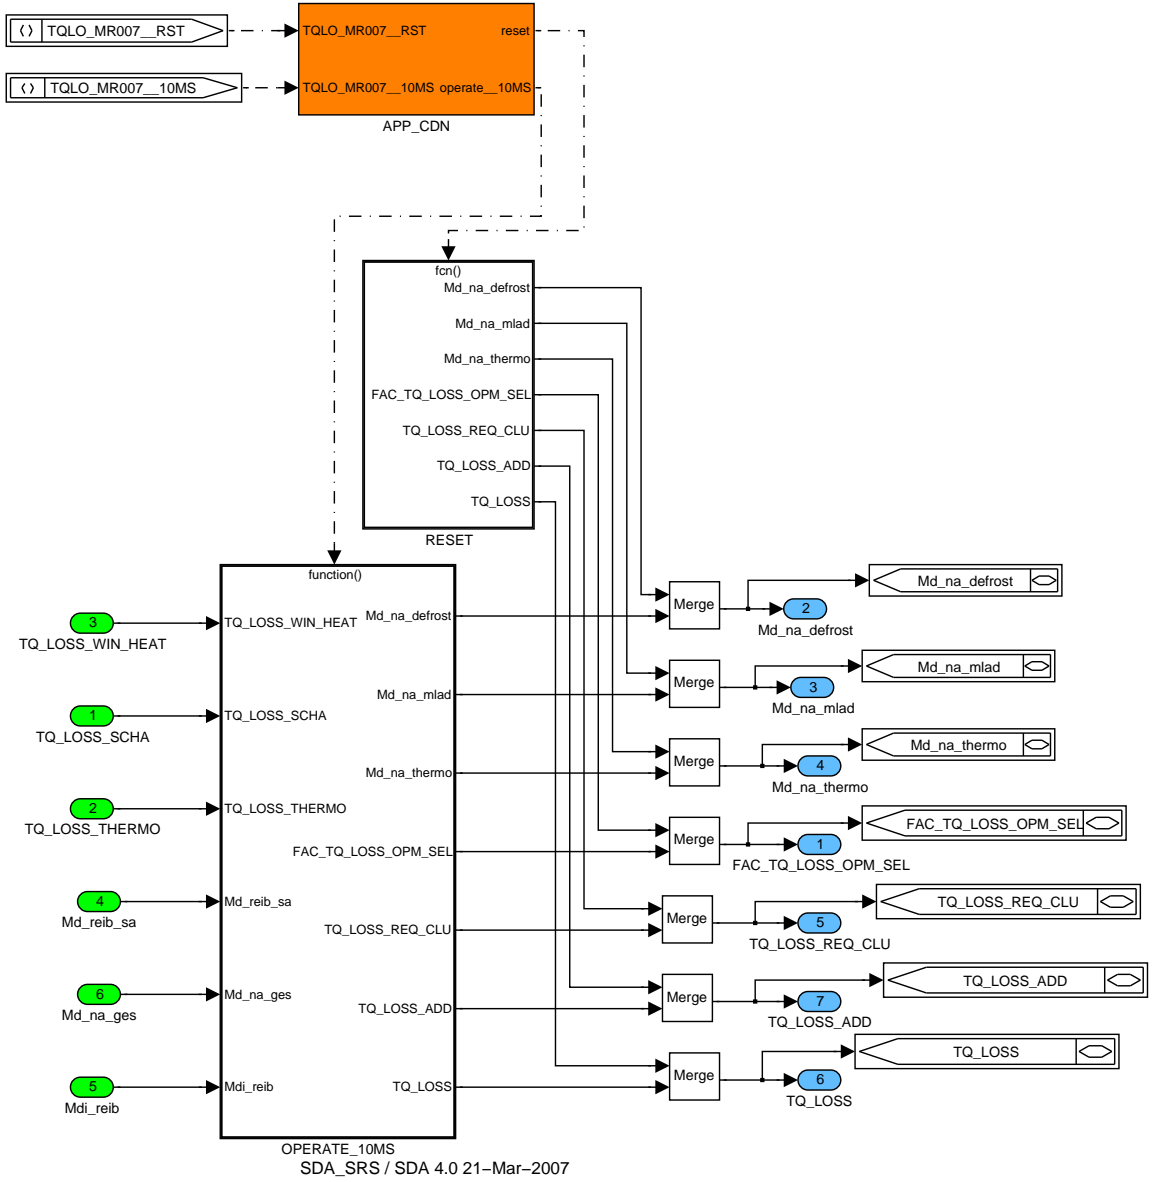 TQLO_MR007__RST
TQLO_MR007__10MS
TQLO_MR007__RST
reset
TQLO_MR007__10MS
operate__10MS
APP_CDN
fcn()
Md_na_defrost
Md_na_mlad
Md_na_thermo
FAC_TQ_LOSS_OPM_SEL
TQ_LOSS_REQ_CLU
TQ_LOSS_ADD
TQ_LOSS
RESET
function()
3
TQ_LOSS_WIN_HEAT
1
TQ_LOSS_SCHA
2
TQ_LOSS_THERMO
4
Md_reib_sa
6
Md_na_ges
5
Mdi_reib
TQ_LOSS_WIN_HEAT
TQ_LOSS_SCHA
TQ_LOSS_THERMO
Md_reib_sa
Md_na_ges
Mdi_reib
Md_na_defrost
Md_na_mlad
Md_na_thermo
FAC_TQ_LOSS_OPM_SEL
TQ_LOSS_REQ_CLU
TQ_LOSS_ADD
TQ_LOSS
OPERATE_10MS
Merge
Md_na_defrost
2
Md_na_defrost
Merge
Md_na_mlad
3
Md_na_mlad
Merge
Md_na_thermo
4
Md_na_thermo
Merge
FAC_TQ_LOSS_OPM_SEL
1
FAC_TQ_LOSS_OPM_SEL
Merge
TQ_LOSS_REQ_CLU
5
TQ_LOSS_REQ_CLU
Merge
TQ_LOSS_ADD
7
TQ_LOSS_ADD
Merge
TQ_LOSS
6
TQ_LOSS
SDA_SRS / SDA 4.0 21−Mar−2007